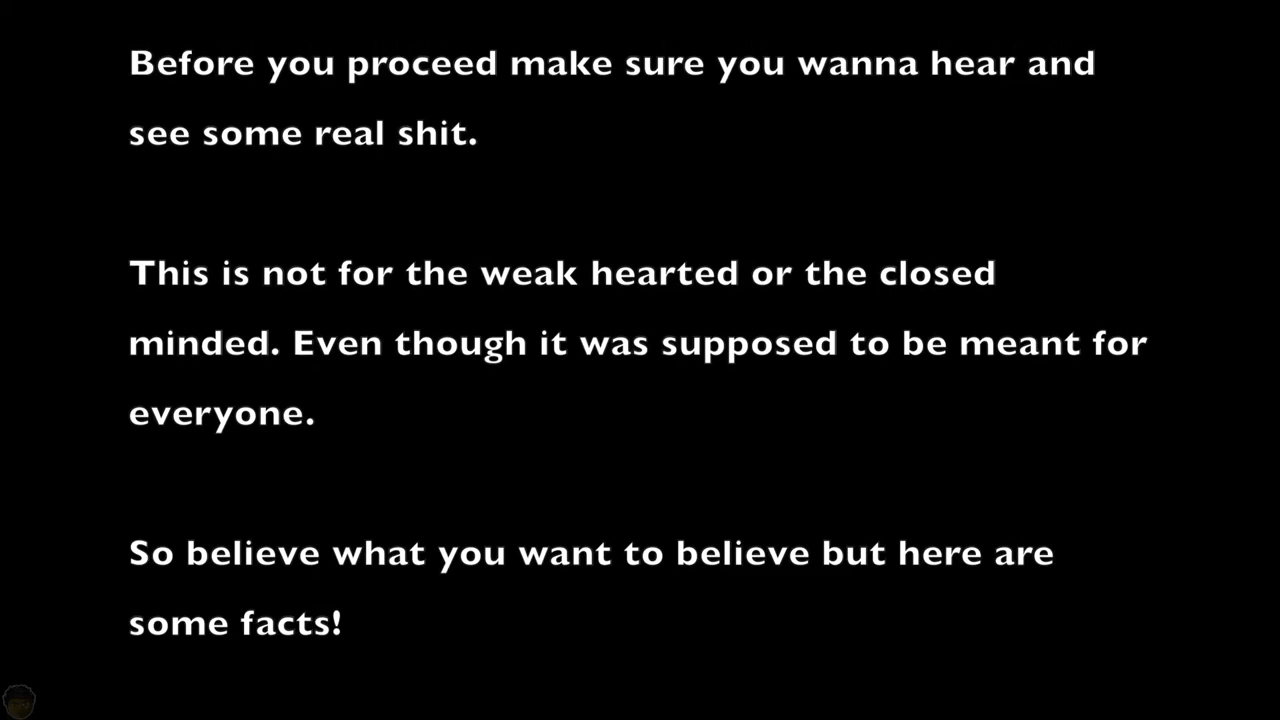 Before you proceed make sure you wanna hear and
see some real shit.
This is not for the weak hearted or the closed
minded. Even though it was supposed to be meant for
everyone.
So believe what you want to believe but here are
some facts!